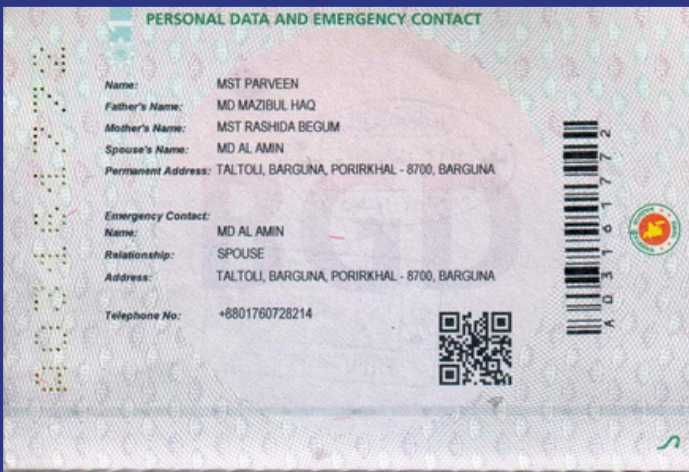 PERSONAL DATA AND EMERGENCY CONTACT
Name: MST PARVEEN
Father's Name: MD MAZIBUL HAQ
Mother's Name: MST RASHIDA BEGUM
Spouse's Name: MD AL AMIN
Permanent Address: TALTOLI, BARGUNA, PORIRKHAL - 8700, BARGUNA
Emergency Contact:
Name: MD AL AMIN
Relationship: SPOUSE
Address: TALTOLI, BARGUNA, PORIRKHAL - 8700, BARGUNA
Telephone No: +8801760728214
A03161772